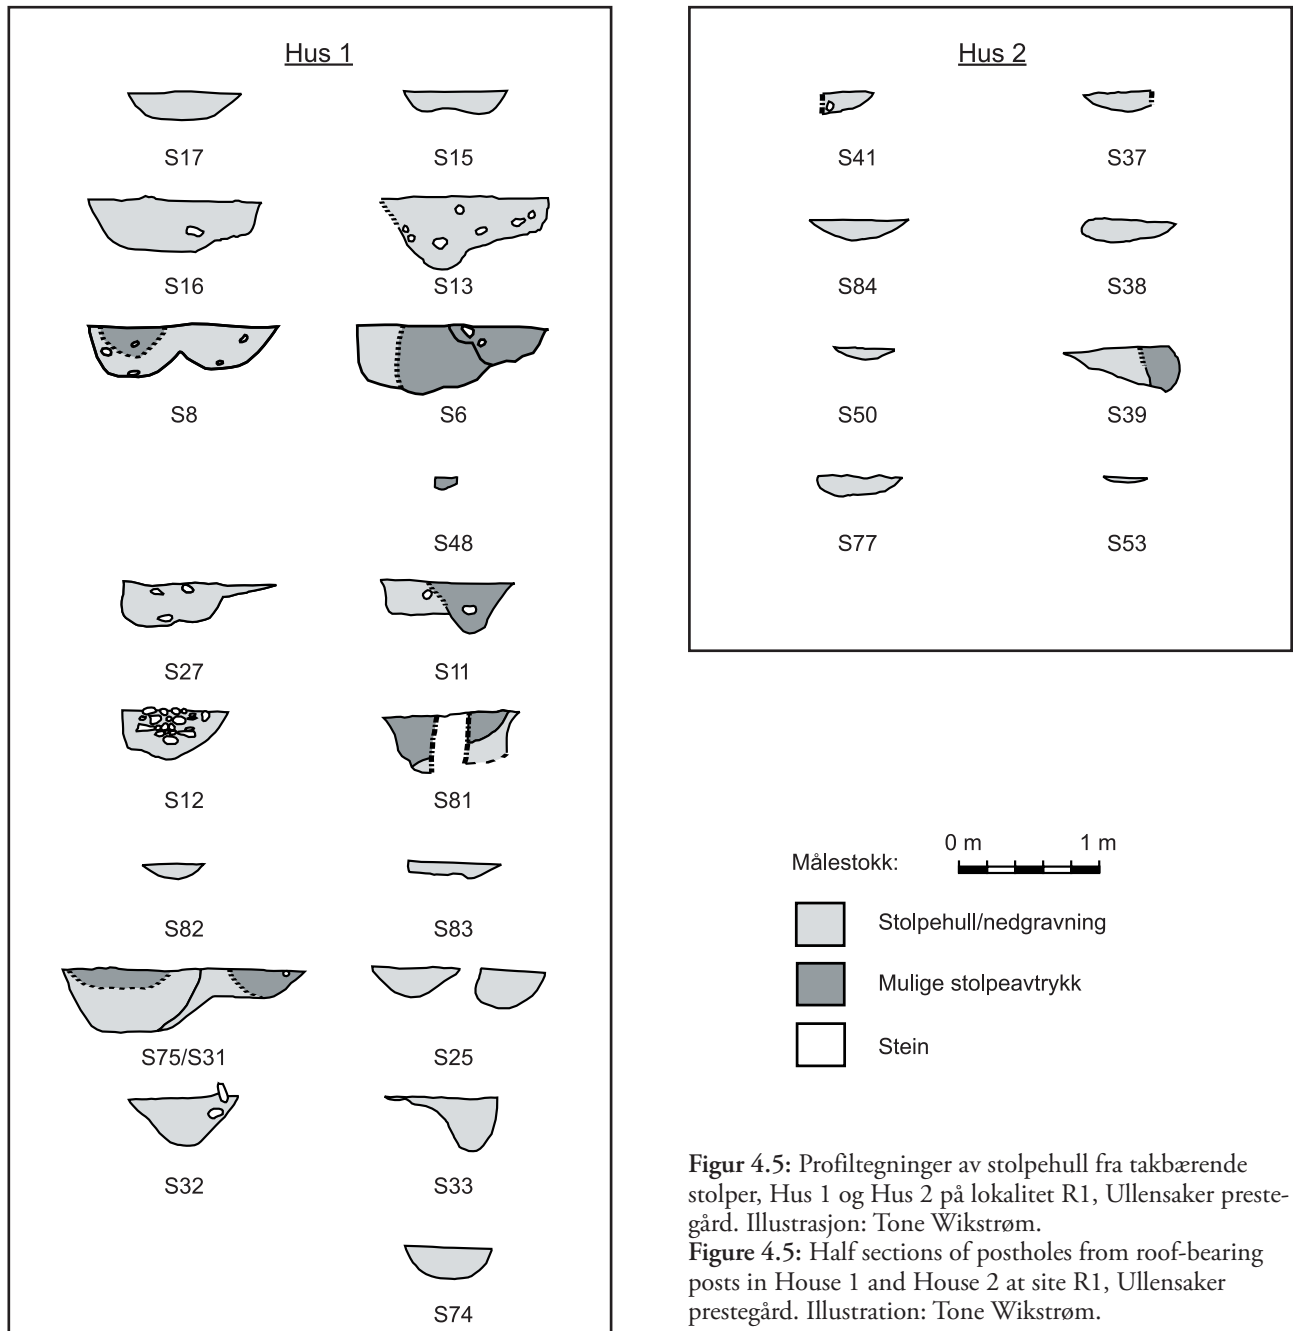 Hus 1
S17 S15
S16 S13
S8 S6
S48
S27 S11
S12 S81
S82 S83
S75/S31 S25
S32 S33
S74
Hus 2
S41 S37
S84 S38
S50 S39
S77 S53
0 m 1 m
Målestokk:
Stolpehull/nedgravning
Mulige stolpeavtrykk
Stein
Figur 4.5: Profiltegninger av stolpehull fra takbærende
stolper, Hus 1 og Hus 2 på lokalitet R1, Ullensaker preste-
gård. Illustrasjon: Tone Wikstrøm.
Figure 4.5: Half sections of postholes from roof-bearing
posts in House 1 and House 2 at site R1, Ullensaker
prestegård. Illustration: Tone Wikstrøm.